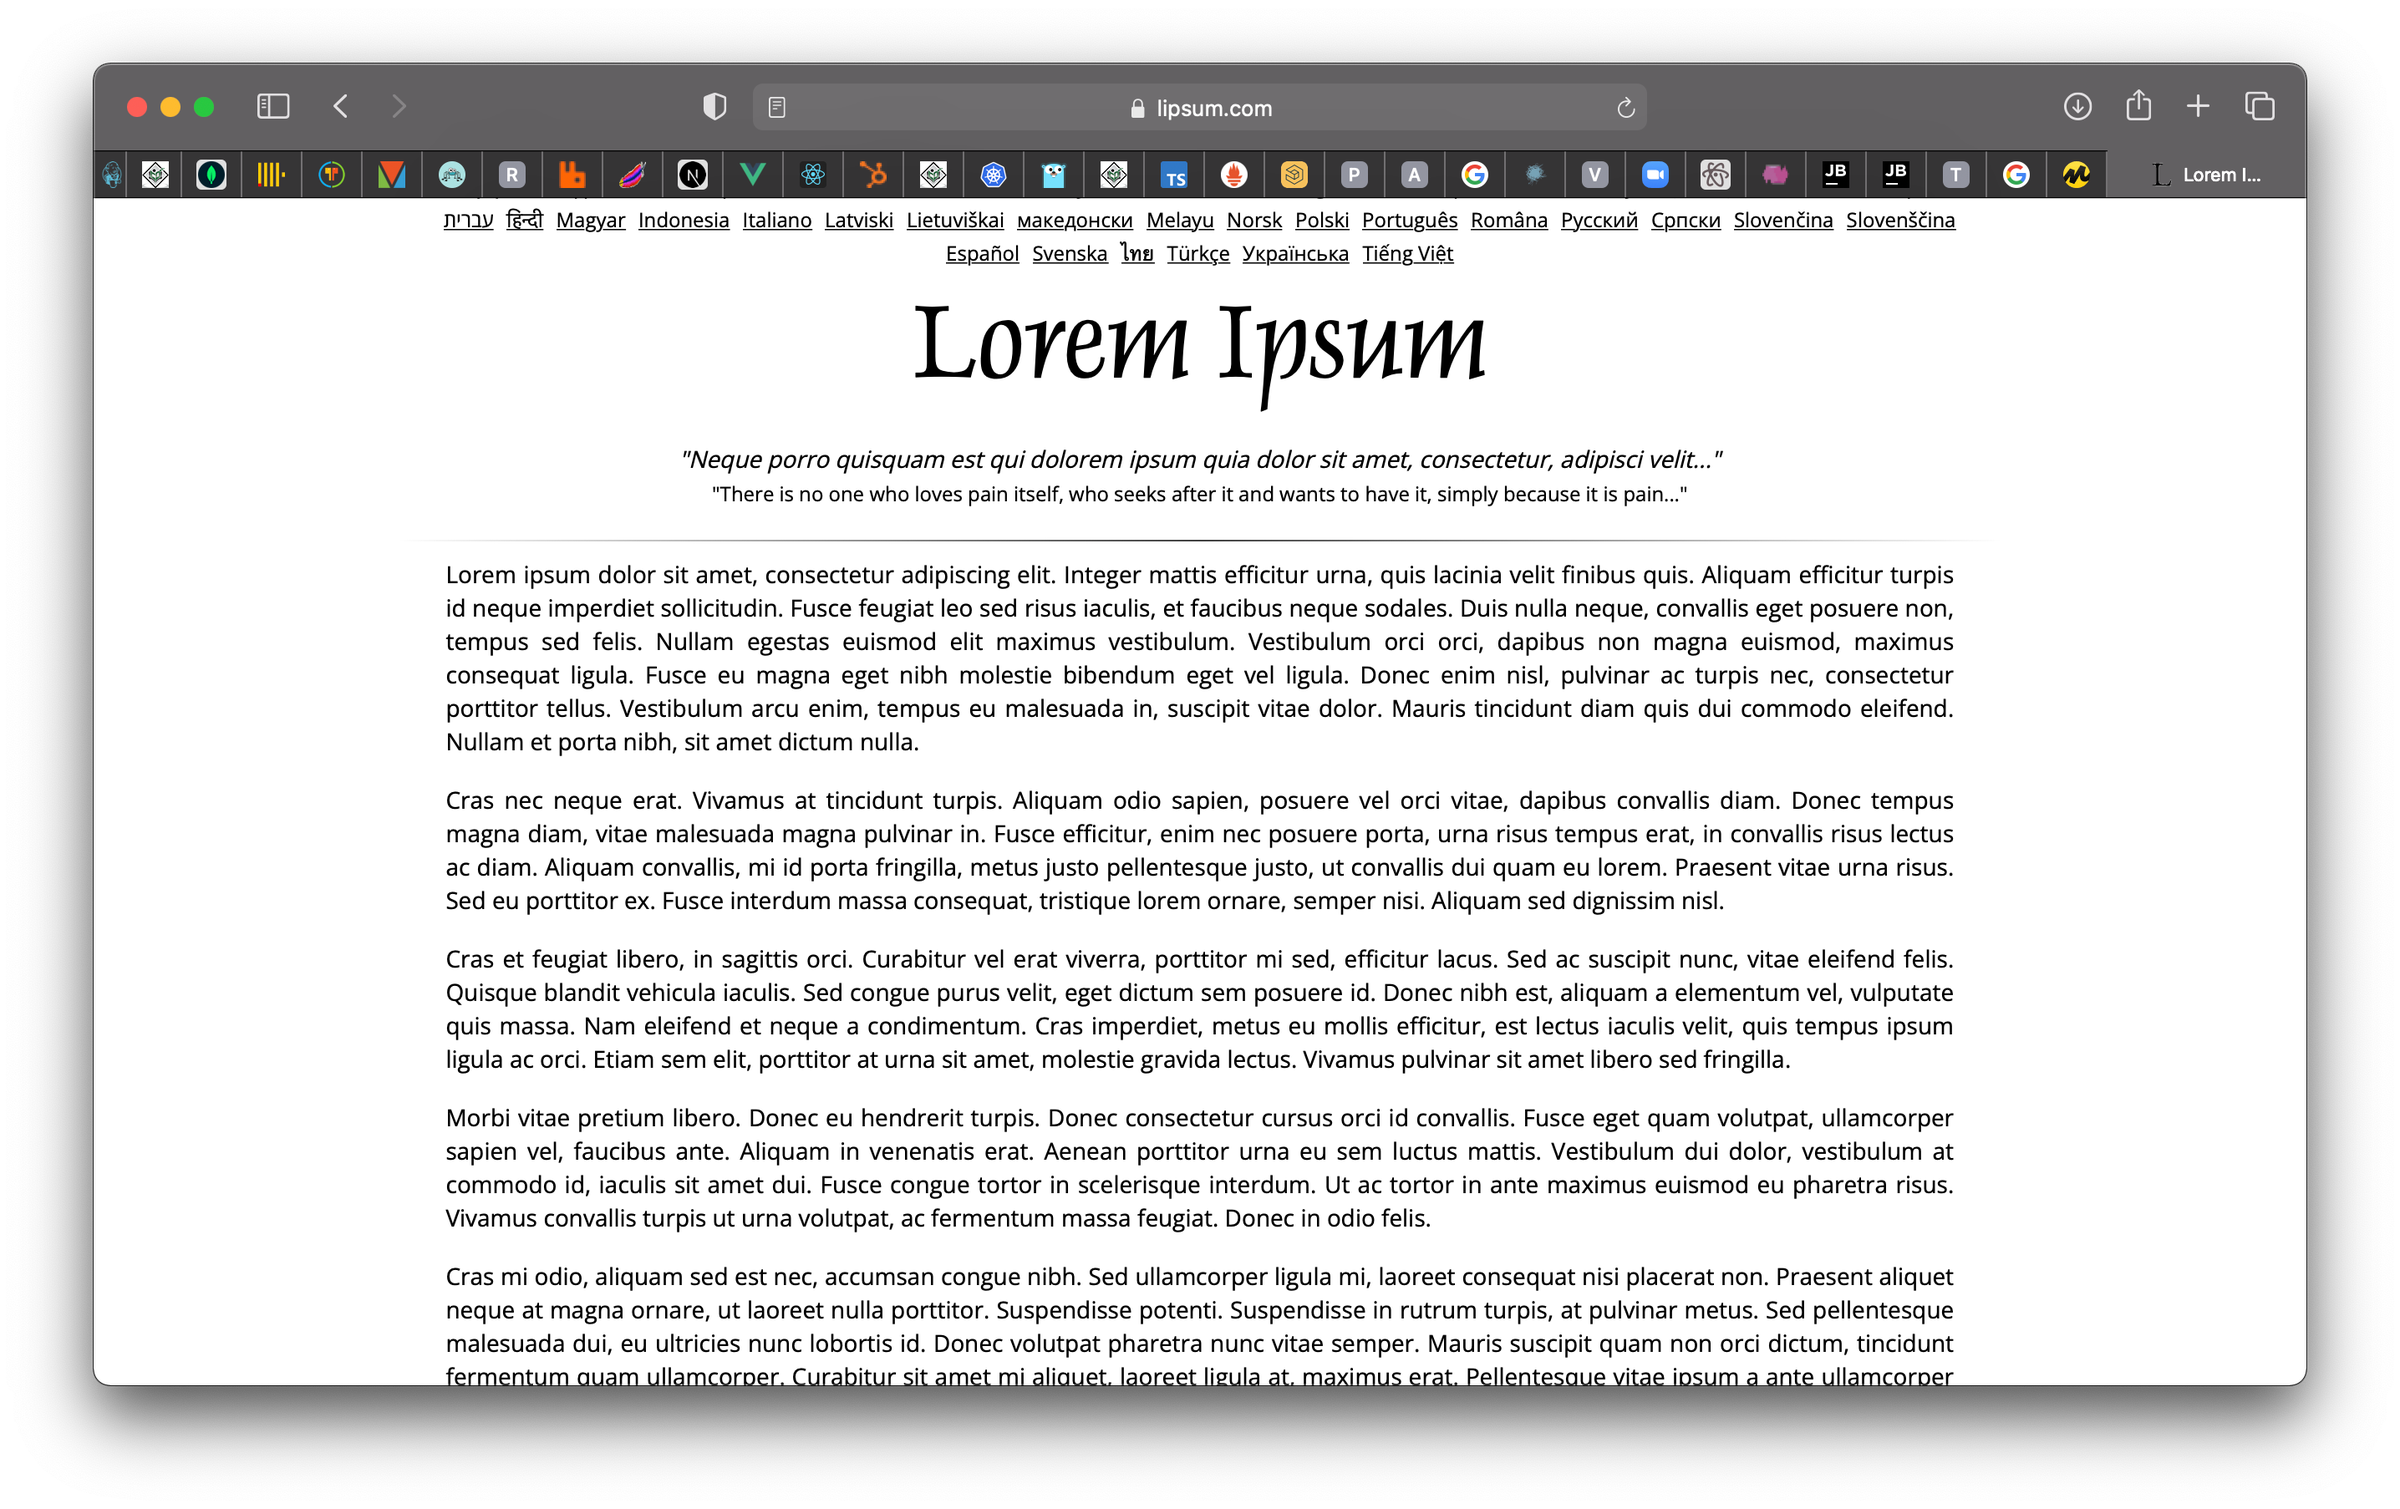 lipsum.com
R
N
TS
P
A
V
JB
JB
T
Lorem I...
עברית हिन्दी Magyar Indonesia Italiano Latviski Lietuviškai македонски Melayu Norsk Polski Português Româna Русский Српски Slovenčina Slovenščina
Español Svenska ไทย Türkçe Українська Tiếng Việt
Lorem Ipsum
"Neque porro quisquam est qui dolorem ipsum quia dolor sit amet, consectetur, adipisci velit..."
"There is no one who loves pain itself, who seeks after it and wants to have it, simply because it is pain..."
Lorem ipsum dolor sit amet, consectetur adipiscing elit. Integer mattis efficitur urna, quis lacinia velit finibus quis. Aliquam efficitur turpis
id neque imperdiet sollicitudin. Fusce feugiat leo sed risus iaculis, et faucibus neque sodales. Duis nulla neque, convallis eget posuere non,
tempus sed felis. Nullam egestas euismod elit maximus vestibulum. Vestibulum orci orci, dapibus non magna euismod, maximus
consequat ligula. Fusce eu magna eget nibh molestie bibendum eget vel ligula. Donec enim nisl, pulvinar ac turpis nec, consectetur
porttitor tellus. Vestibulum arcu enim, tempus eu malesuada in, suscipit vitae dolor. Mauris tincidunt diam quis dui commodo eleifend.
Nullam et porta nibh, sit amet dictum nulla.
Cras nec neque erat. Vivamus at tincidunt turpis. Aliquam odio sapien, posuere vel orci vitae, dapibus convallis diam. Donec tempus
magna diam, vitae malesuada magna pulvinar in. Fusce efficitur, enim nec posuere porta, urna risus tempus erat, in convallis risus lectus
ac diam. Aliquam convallis, mi id porta fringilla, metus justo pellentesque justo, ut convallis dui quam eu lorem. Praesent vitae urna risus.
Sed eu porttitor ex. Fusce interdum massa consequat, tristique lorem ornare, semper nisi. Aliquam sed dignissim nisl.
Cras et feugiat libero, in sagittis orci. Curabitur vel erat viverra, porttitor mi sed, efficitur lacus. Sed ac suscipit nunc, vitae eleifend felis.
Quisque blandit vehicula iaculis. Sed congue purus velit, eget dictum sem posuere id. Donec nibh est, aliquam a elementum vel, vulputate
quis massa. Nam eleifend et neque a condimentum. Cras imperdiet, metus eu mollis efficitur, est lectus iaculis velit, quis tempus ipsum
ligula ac orci. Etiam sem elit, porttitor at urna sit amet, molestie gravida lectus. Vivamus pulvinar sit amet libero sed fringilla.
Morbi vitae pretium libero. Donec eu hendrerit turpis. Donec consectetur cursus orci id convallis. Fusce eget quam volutpat, ullamcorper
sapien vel, faucibus ante. Aliquam in venenatis erat. Aenean porttitor urna eu sem luctus mattis. Vestibulum dui dolor, vestibulum at
commodo id, iaculis sit amet dui. Fusce congue tortor in scelerisque interdum. Ut ac tortor in ante maximus euismod eu pharetra risus.
Vivamus convallis turpis ut urna volutpat, ac fermentum massa feugiat. Donec in odio felis.
Cras mi odio, aliquam sed est nec, accumsan congue nibh. Sed ullamcorper ligula mi, laoreet consequat nisi placerat non. Praesent aliquet
neque at magna ornare, ut laoreet nulla porttitor. Suspendisse potenti. Suspendisse in rutrum turpis, at pulvinar metus. Sed pellentesque
malesuada dui, eu ultricies nunc lobortis id. Donec volutpat pharetra nunc vitae semper. Mauris suscipit quam non orci dictum, tincidunt
fermentum quam ullamcorper. Curabitur sit amet mi aliquet, laoreet ligula at, maximus erat. Pellentesque vitae ipsum a ante ullamcorper